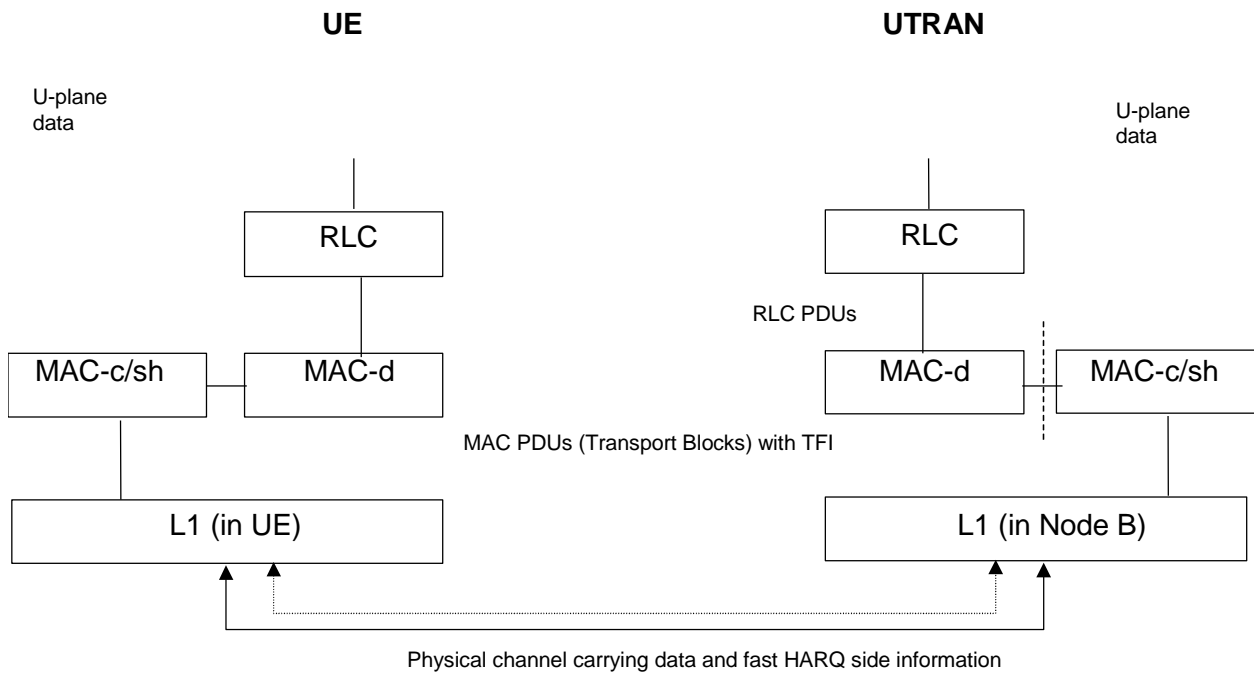 UE
UTRAN
U-plane
data
U-plane
data
RLC
RLC
RLC PDUs
MAC-c/sh
MAC-d
MAC-d
MAC-c/sh
MAC PDUs (Transport Blocks) with TFI
L1 (in UE)
L1 (in Node B)
Physical channel carrying data and fast HARQ side information